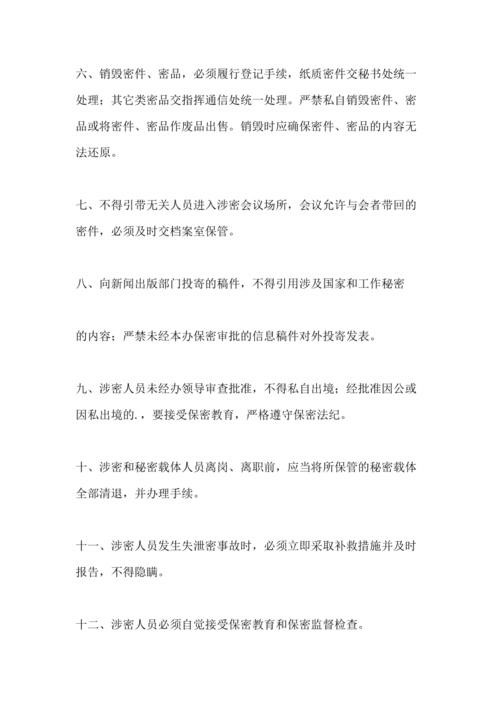 六、销毁密件、密品，必须履行登记手续，纸质密件交秘书处统一
处理；其它类密品交指挥通信处统一处理。严禁私自销毁密件、密
品或将密件、密品作废品出售。销毁时应确保密件、密品的内容无
法还原。
七、不得引带无关人员进入涉密会议场所，会议允许与会者带回的
密件，必须及时交档案室保管。
八、向新闻出版部门投寄的稿件，不得引用涉及国家和工作秘密
的内容；严禁未经本办保密审批的信息稿件对外投寄发表。
九、涉密人员未经办领导审查批准，不得私自出境；经批准因公或
因私出境的.，要接受保密教育，严格遵守保密法纪。
十、涉密和秘密载体人员离岗、离职前，应当将所保管的秘密载体
全部清退，并办理手续。
十一、涉密人员发生失泄密事故时，必须立即采取补救措施并及时
报告，不得隐瞒。
十二、涉密人员必须自觉接受保密教育和保密监督检查。